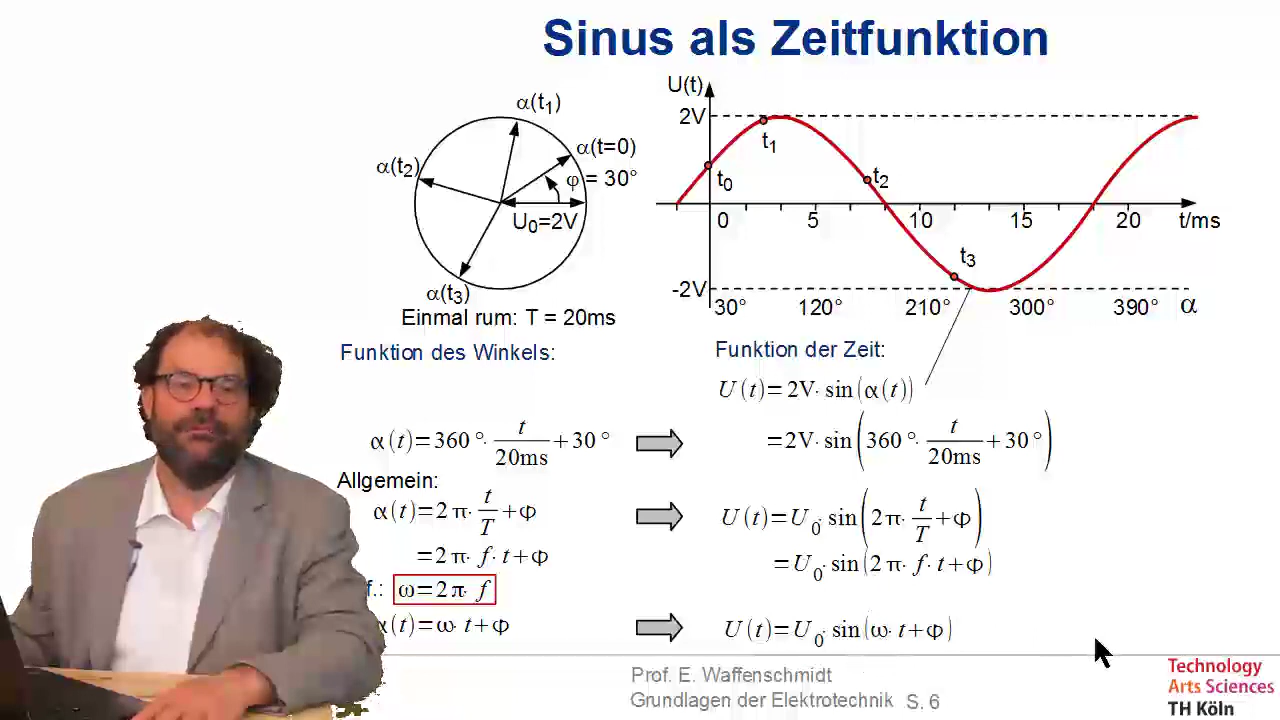 Sinus als Zeitfunktion
α(t₁)
α(t=0)
α(t₂)
φ = 30°
U₀=2V
α(t₃)
Einmal rum: T = 20ms
U(t)
2V
t₀
t₁
t₂
t₃
0 5 10 15 20 t/ms
-2V
30° 120° 210° 300° 390° α
Funktion des Winkels:
α(t)=360°· t/20ms +30°
Allgemein:
α(t)=2π· t/T +φ
=2π· f· t+φ
f.: ω=2π· f
α(t)=ω· t+φ
Funktion der Zeit:
U(t)=2V· sin(α(t))
=2V· sin(360°· t/20ms +30°)
U(t)=U₀· sin(2π· t/T +φ)
=U₀· sin(2π· f· t+φ)
U(t)=U₀· sin(ω· t+φ)
Prof. E. Waffenschmidt
Grundlagen der Elektrotechnik S. 6
Technology
Arts Sciences
TH Köln